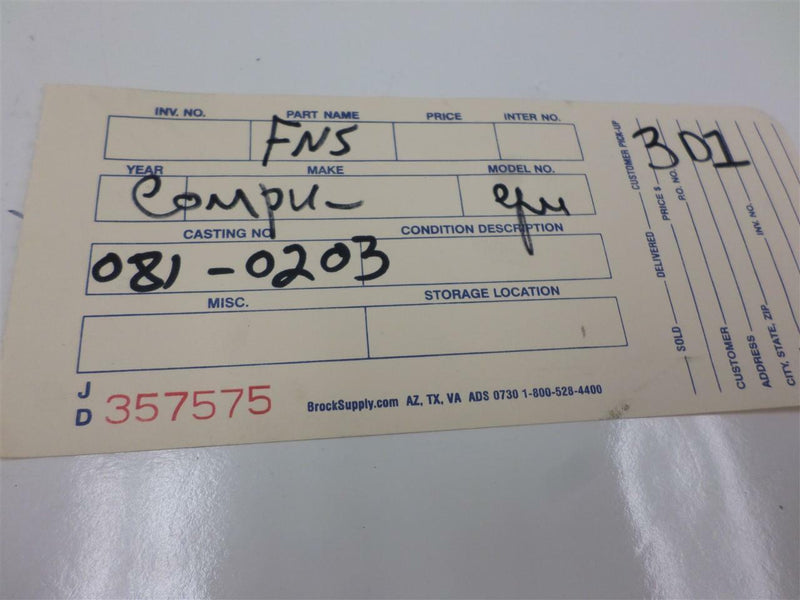 INV. NO. PART NAME PRICE INTER NO.
FNS
YEAR MAKE MODEL NO.
Compu-
CASTING NO. CONDITION DESCRIPTION
081-0203
MISC. STORAGE LOCATION
JD 357575 BrockSupply.com AZ, TX, VA ADS 0730 1-800-528-4400
301
CUSTOMER PICK-UP
SOLD DELIVERED PRICE $ R.O. NO.
CUSTOMER INV. NO.
ADDRESS
CITY, STATE, ZIP